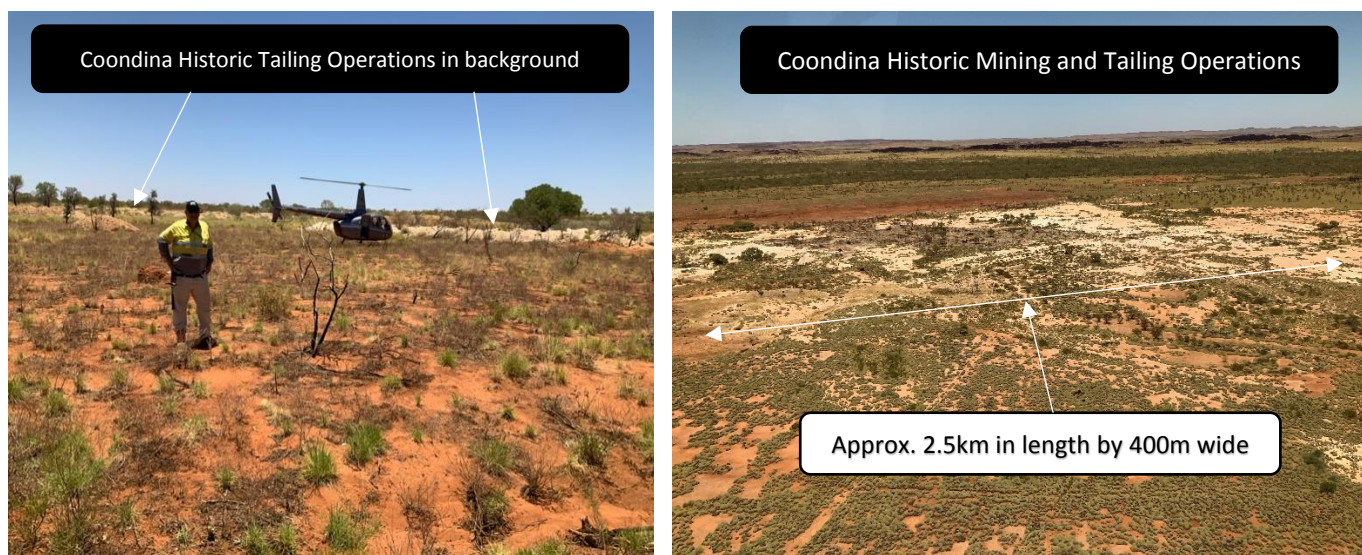 Coondina Historic Tailing Operations in background
Coondina Historic Mining and Tailing Operations
Approx. 2.5km in length by 400m wide